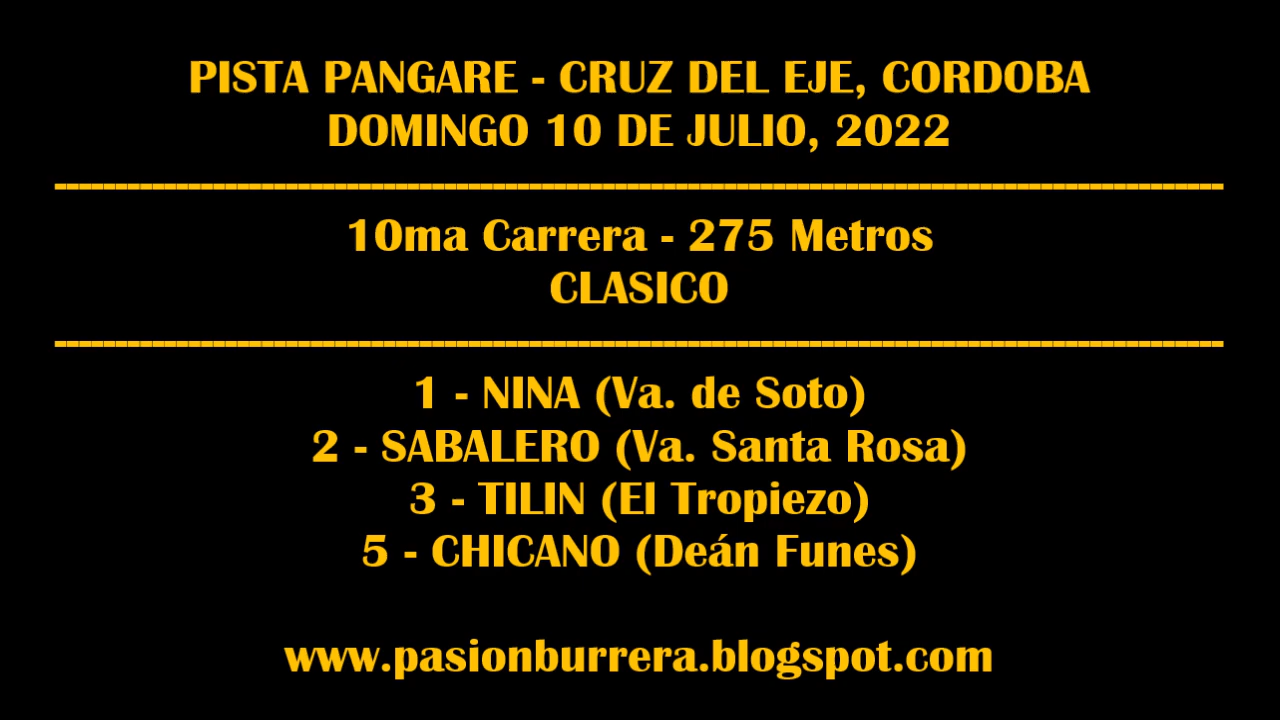 PISTA PANGARE - CRUZ DEL EJE, CORDOBA
DOMINGO 10 DE JULIO, 2022
10ma Carrera - 275 Metros
CLASICO
1 - NINA (Va. de Soto)
2 - SABALERO (Va. Santa Rosa)
3 - TILIN (El Tropiezo)
5 - CHICANO (Deán Funes)
www.pasionburrera.blogspot.com